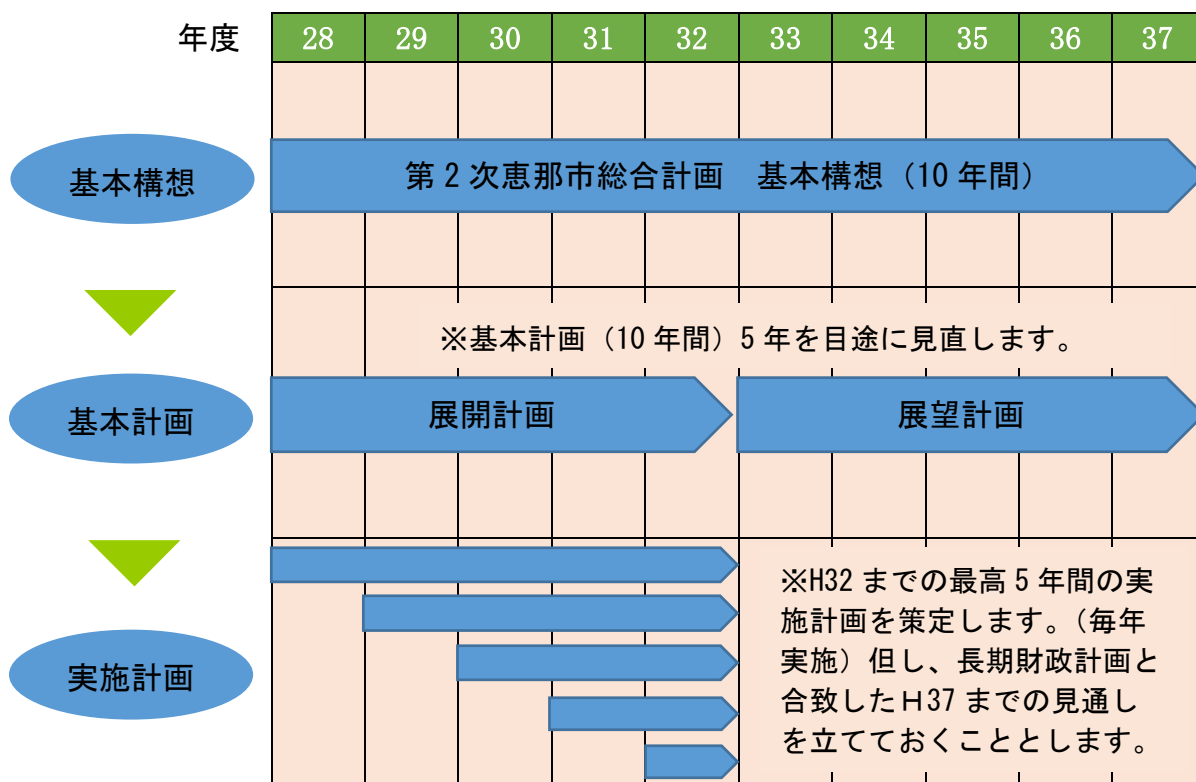 年度 28 29 30 31 32 33 34 35 36 37
基本構想
第2次恵那市総合計画　基本構想（10年間）
※基本計画（10年間）5年を目途に見直します。
基本計画
展開計画
展望計画
実施計画
※H32までの最高5年間の実
施計画を策定します。（毎年
実施）但し、長期財政計画と
合致したＨ37までの見通し
を立てておくこととします。